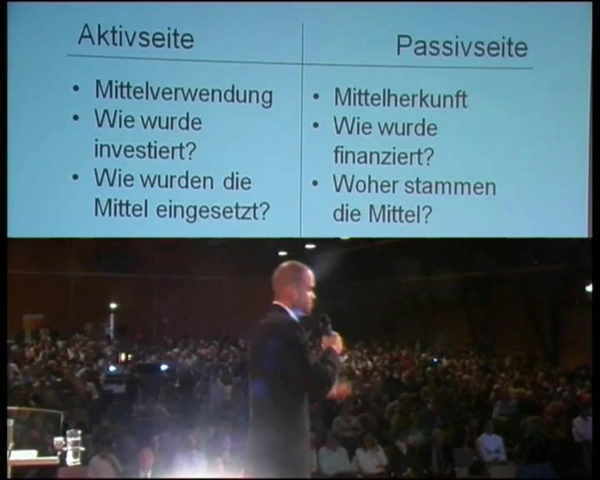 Aktivseite
• Mittelverwendung
• Wie wurde
investiert?
• Wie wurden die
Mittel eingesetzt?
Passivseite
• Mittelherkunft
• Wie wurde
finanziert?
• Woher stammen
die Mittel?